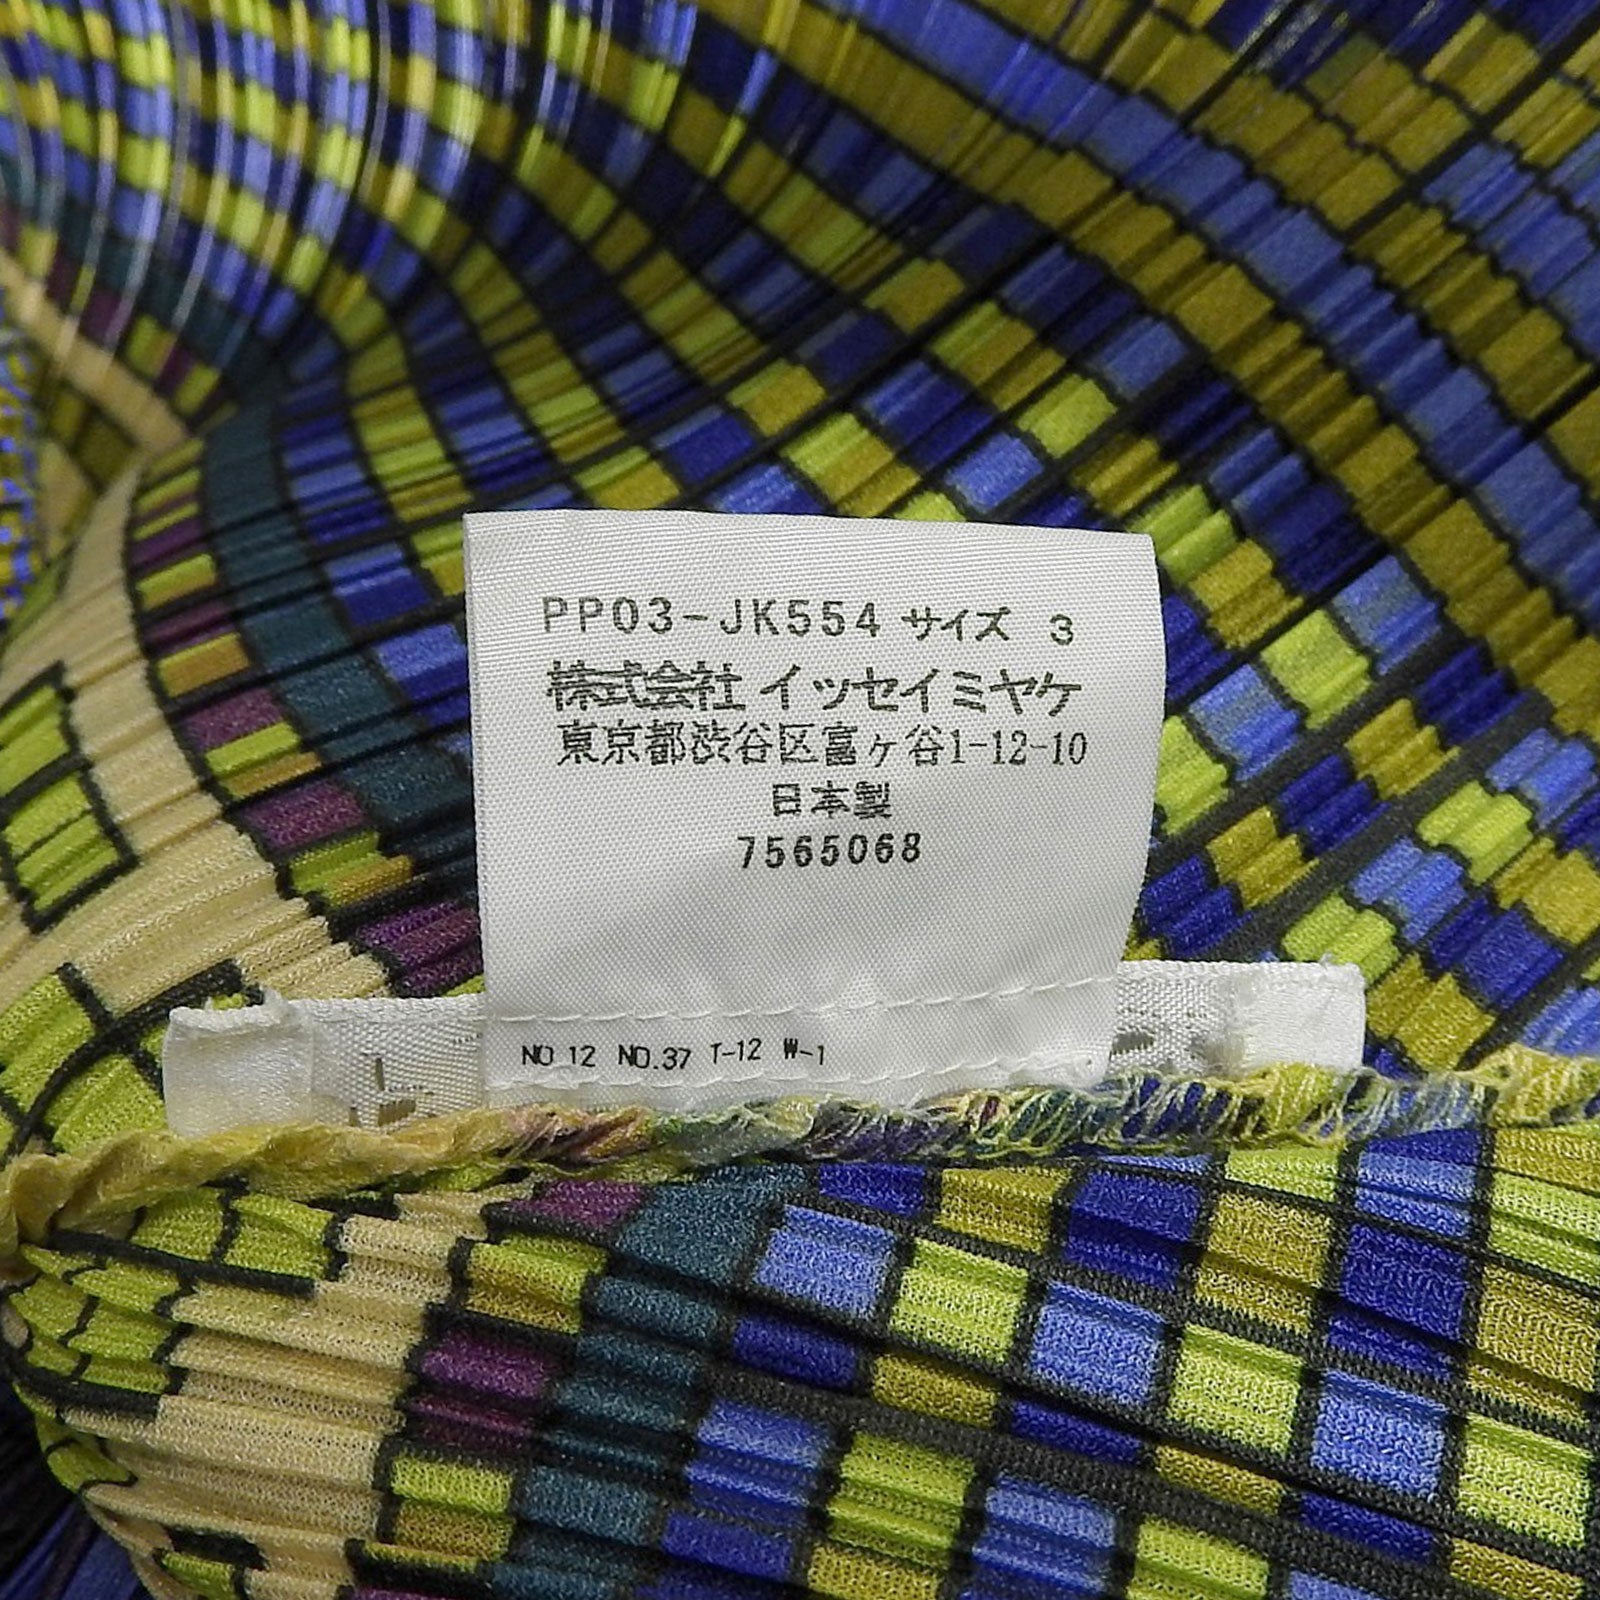 PP03-JK554 サイズ 3
株式会社 イッセイミヤケ
東京都渋谷区富ヶ谷1-12-10
日本製
7565068
NO 12 NO.37 T-12 W-1